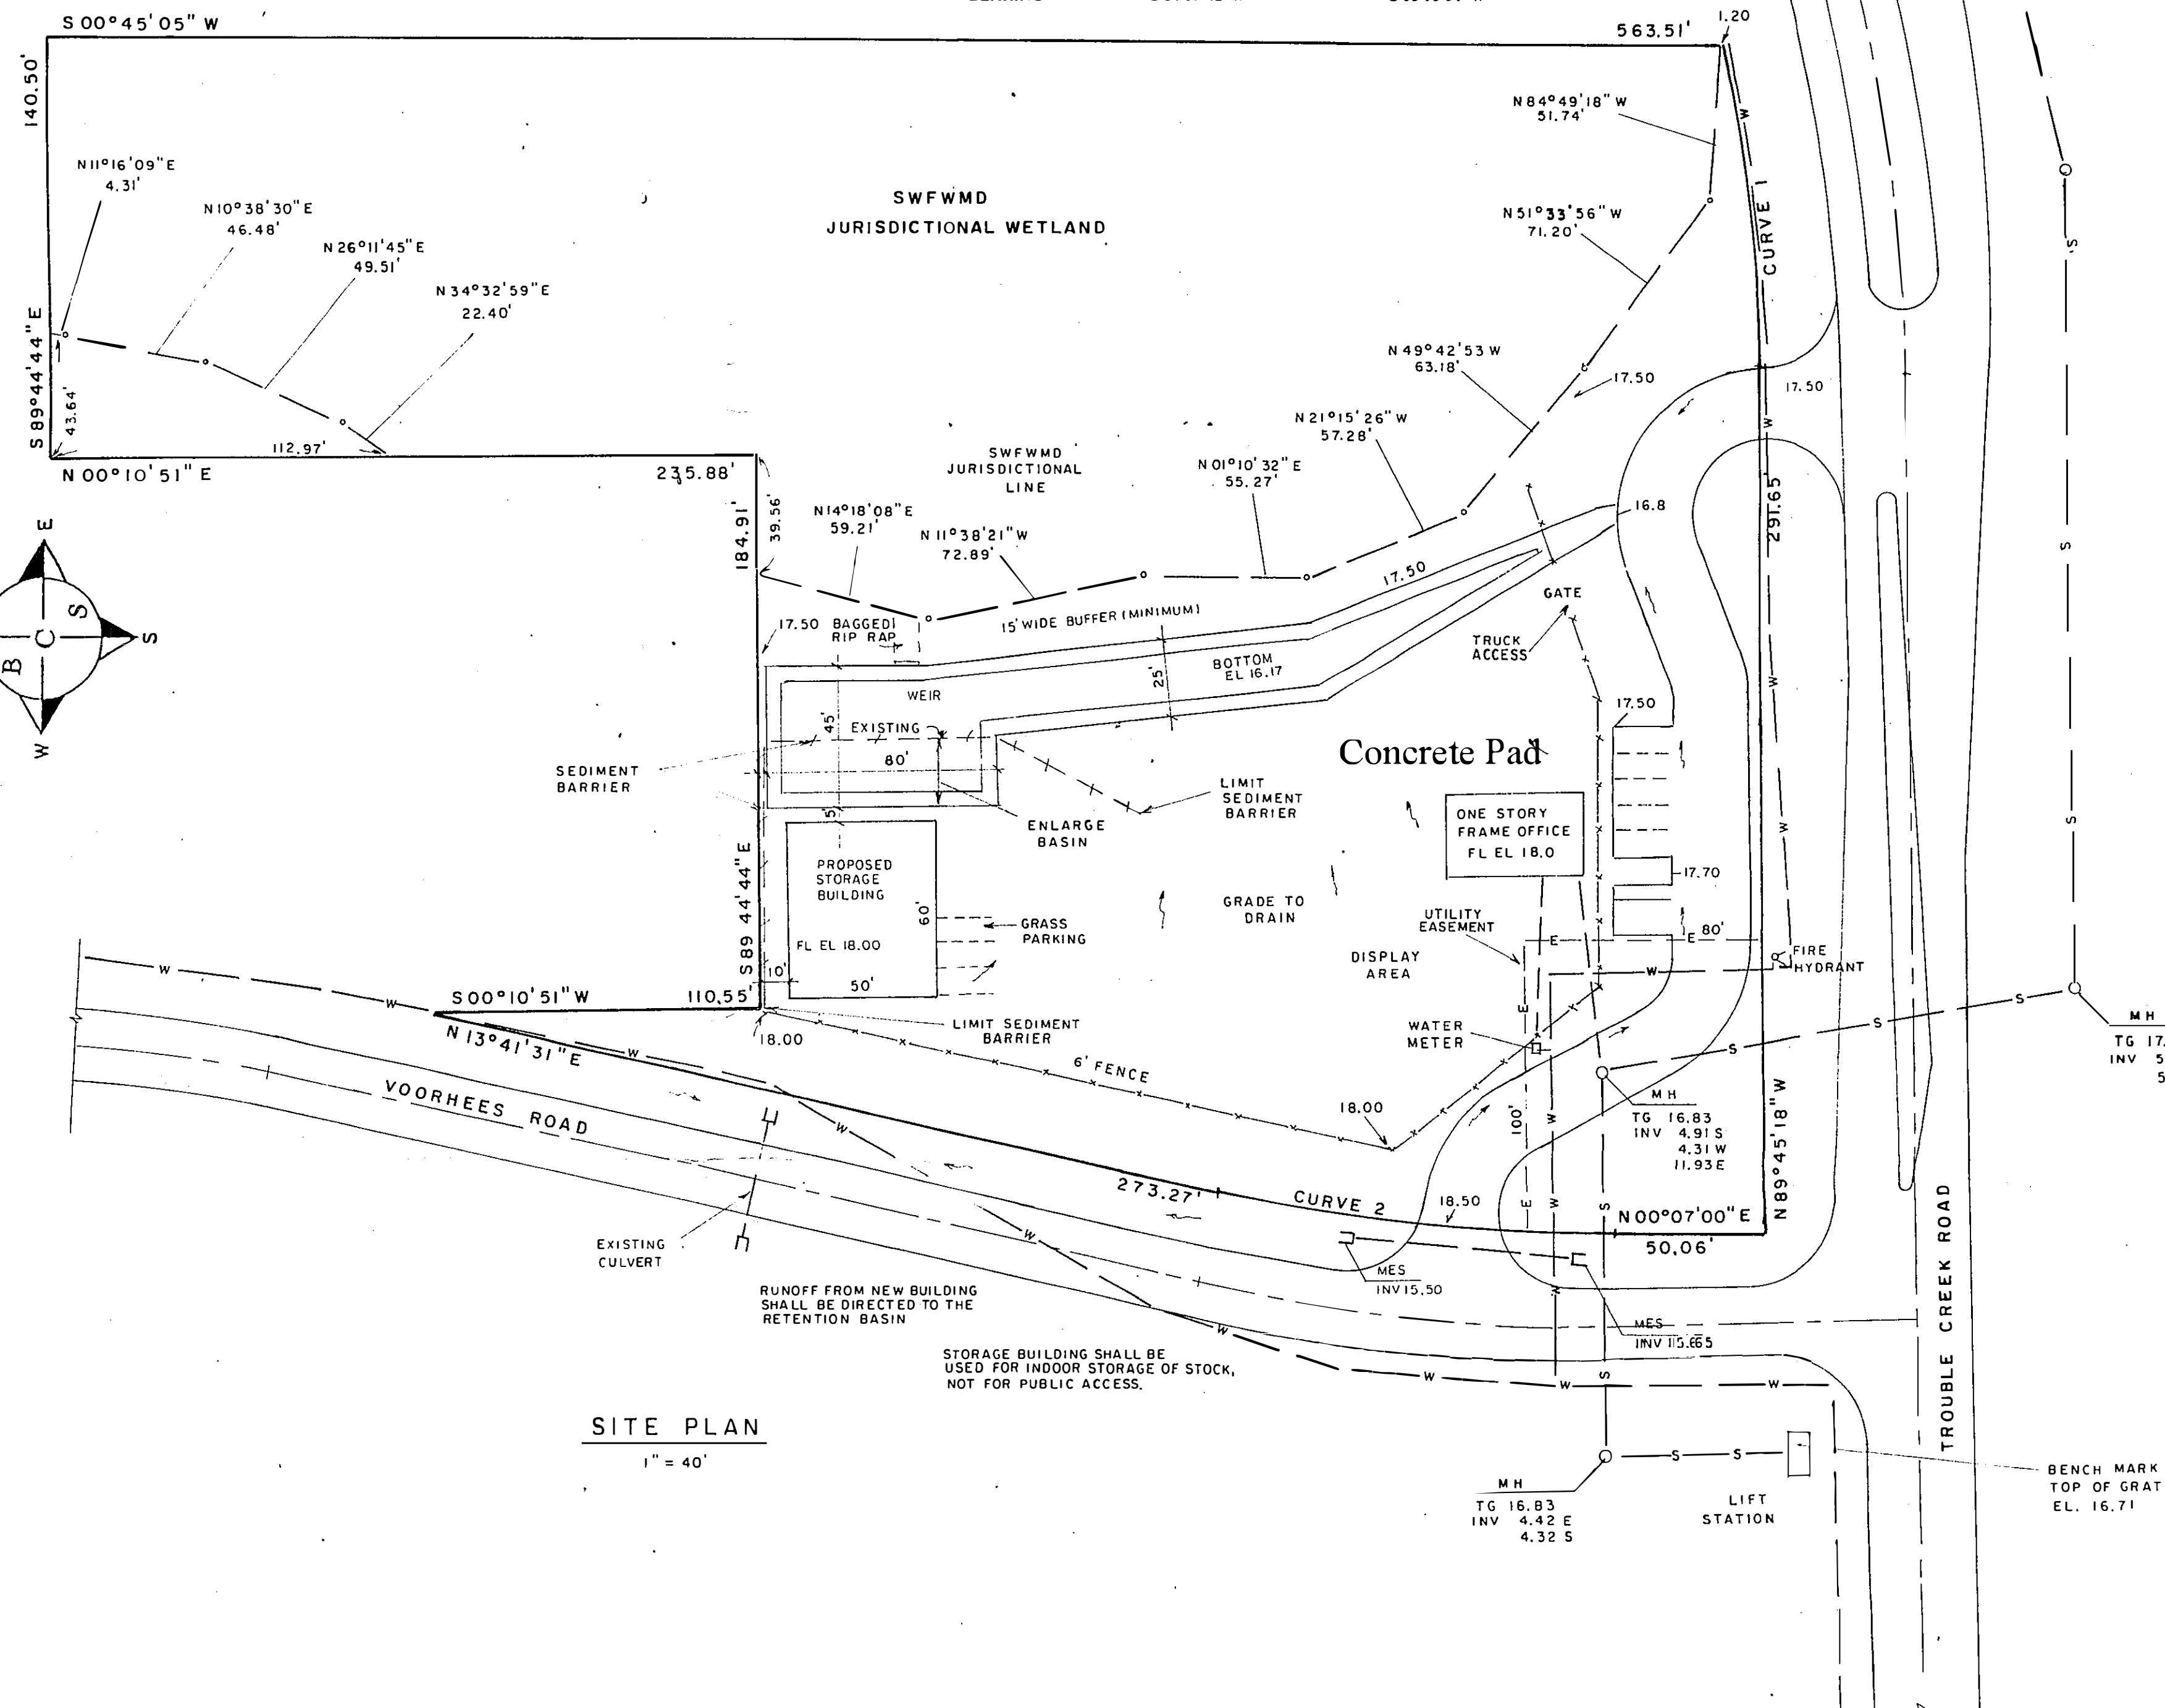 S 00°45'05" W
563.51'
1.20
140.50'
N 84°49'18" W
51.74'
N 11°16'09" E
4.31'
N 10°38'30" E
46.48'
SWFWMD
JURISDICTIONAL WETLAND
N 51°33'56" W
71.20'
CURVE 1
N 26°11'45" E
49.51'
N 34°32'59" E
22.40'
S 89°44'44" E
43.64'
N 49°42'53 W
63.18'
17.50
17.50
N 21°15'26" W
57.28'
112.97'
N 00°10'51" E
235.88'
SWFWMD
JURISDICTIONAL
LINE
N 01°10'32" E
55.27'
16.8
291.65'
184.91'
39.56'
N 14°18'08" E
59.21'
N 11°38'21" W
72.89'
17.50
E
S
W
B
C
S
17.50
BAGGED
RIP RAP
15' WIDE BUFFER (MINIMUM)
GATE
TRUCK
ACCESS
BOTTOM
EL 16.17
25'
WEIR
17.50
45'
EXISTING
80'
Concrete Pad
SEDIMENT
BARRIER
LIMIT
SEDIMENT
BARRIER
5'
ENLARGE
BASIN
ONE STORY
FRAME OFFICE
FL EL 18.0
PROPOSED
STORAGE
BUILDING
60'
17.70
S 89 44'44" E
GRASS
PARKING
GRADE TO
DRAIN
UTILITY
EASEMENT
FL EL 18.00
80'
DISPLAY
AREA
FIRE
HYDRANT
10'
50'
S 00°10'51" W
110.55'
LIMIT SEDIMENT
BARRIER
WATER
METER
18.00
N 13°41'31" E
6' FENCE
MH
TG 17.
INV 5
5
VOORHEES ROAD
18.00
100'
MH
TG 16.83
INV 4.91 S
4.31 W
11.93 E
N 89°45'18" W
273.27'
CURVE 2
18.50
N 00°07'00" E
50.06'
EXISTING
CULVERT
MES
INV 15.50
RUNOFF FROM NEW BUILDING
SHALL BE DIRECTED TO THE
RETENTION BASIN
MES
TROUBLE CREEK ROAD
STORAGE BUILDING SHALL BE
USED FOR INDOOR STORAGE OF STOCK,
NOT FOR PUBLIC ACCESS.
SITE PLAN
1" = 40'
MH
TG 16.83
INV 4.42 E
4.32 S
LIFT
STATION
BENCH MARK
TOP OF GRAT
EL. 16.71